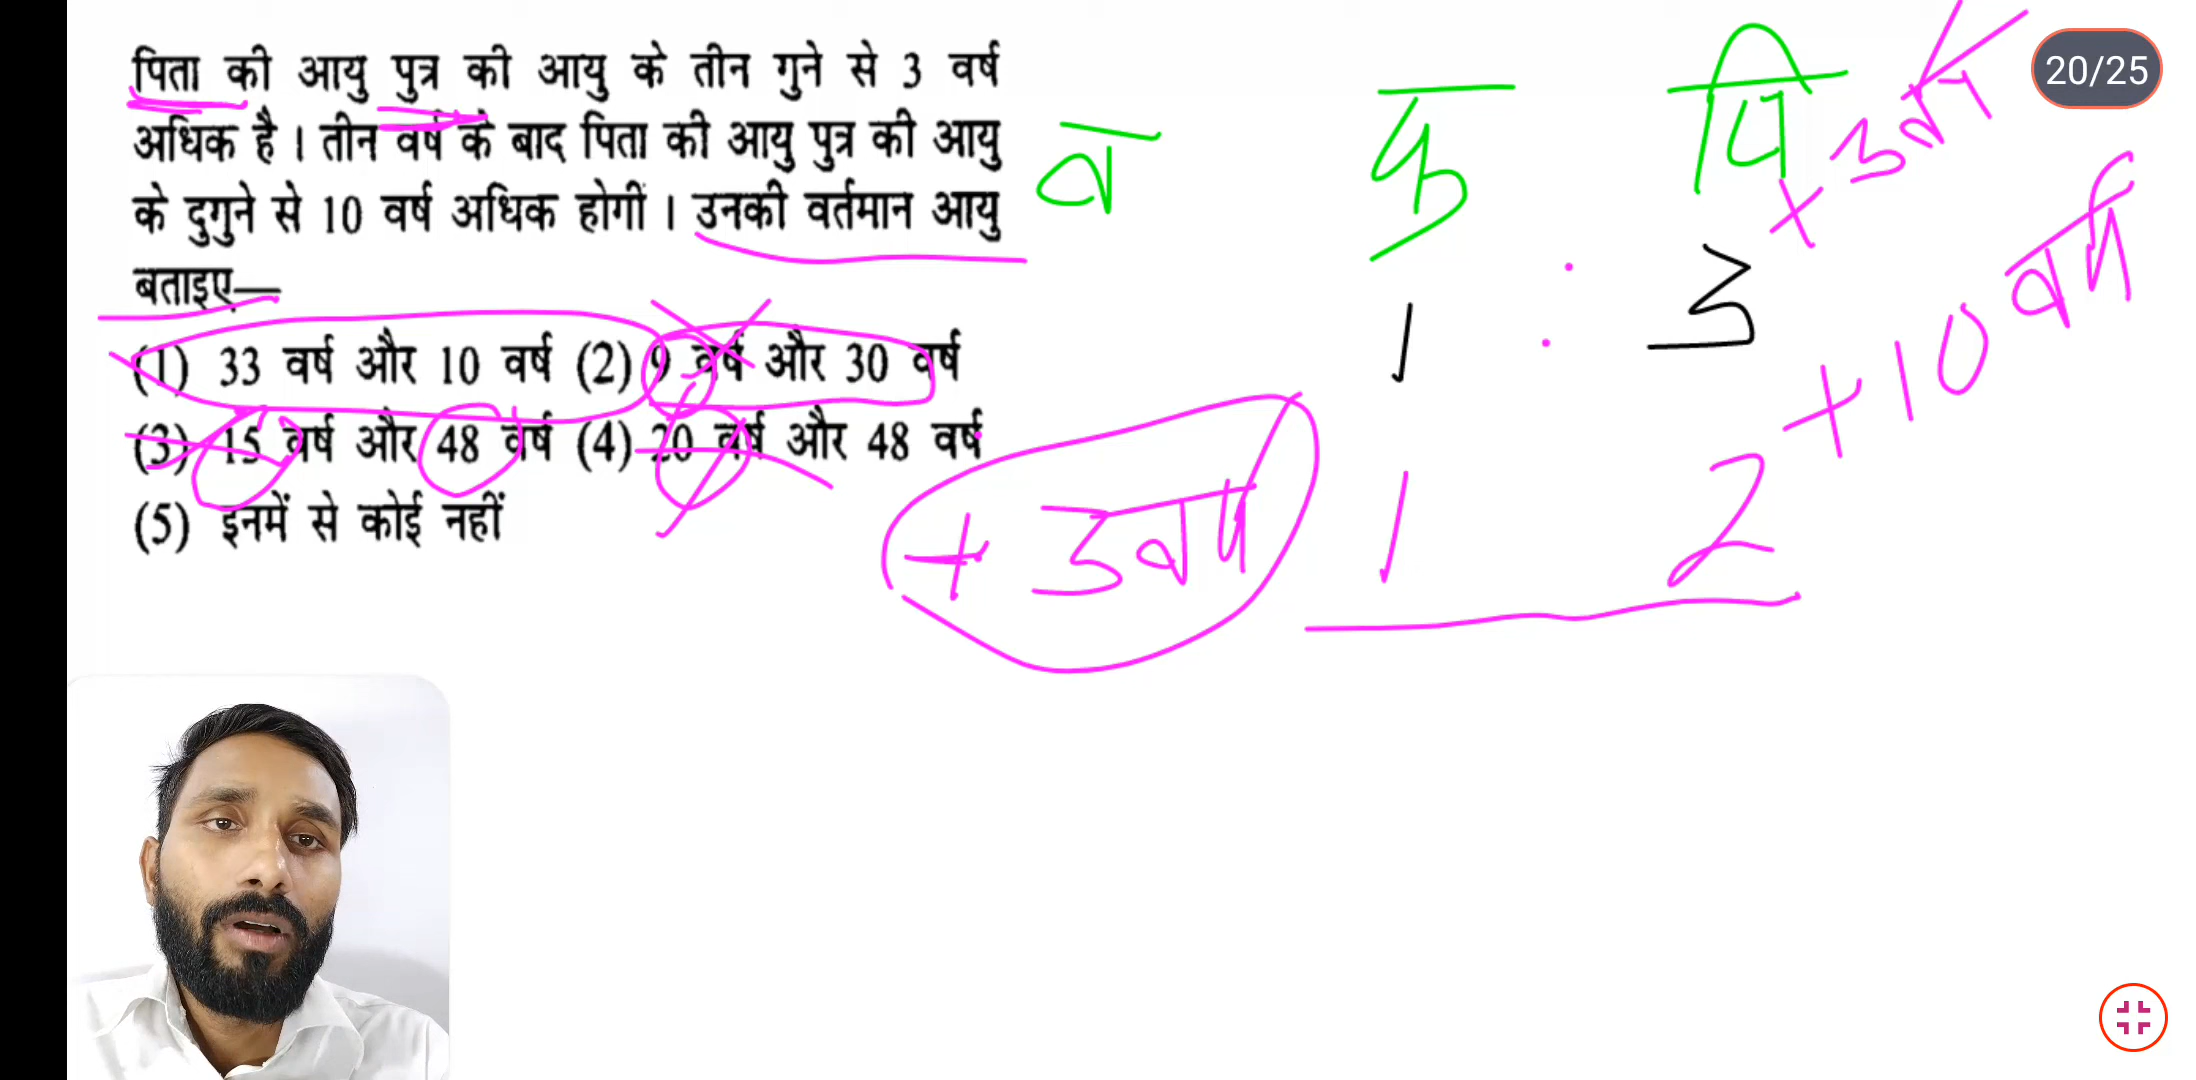 पिता की आयु पुत्र की आयु के तीन गुने से 3 वर्ष
अधिक है । तीन वर्ष के बाद पिता की आयु पुत्र की आयु
के दुगुने से 10 वर्ष अधिक होगीं । उनकी वर्तमान आयु
बताइए—
(1) 33 वर्ष और 10 वर्ष (2) 9 वर्ष और 30 वर्ष
(3) 15 वर्ष और 48 वर्ष (4) 20 वर्ष और 48 वर्ष
(5) इनमें से कोई नहीं
20/25
व
पि
+ 3 वर्ष
1 : 3
+ 10 वर्ष
+ 3 वर्ष 1 2